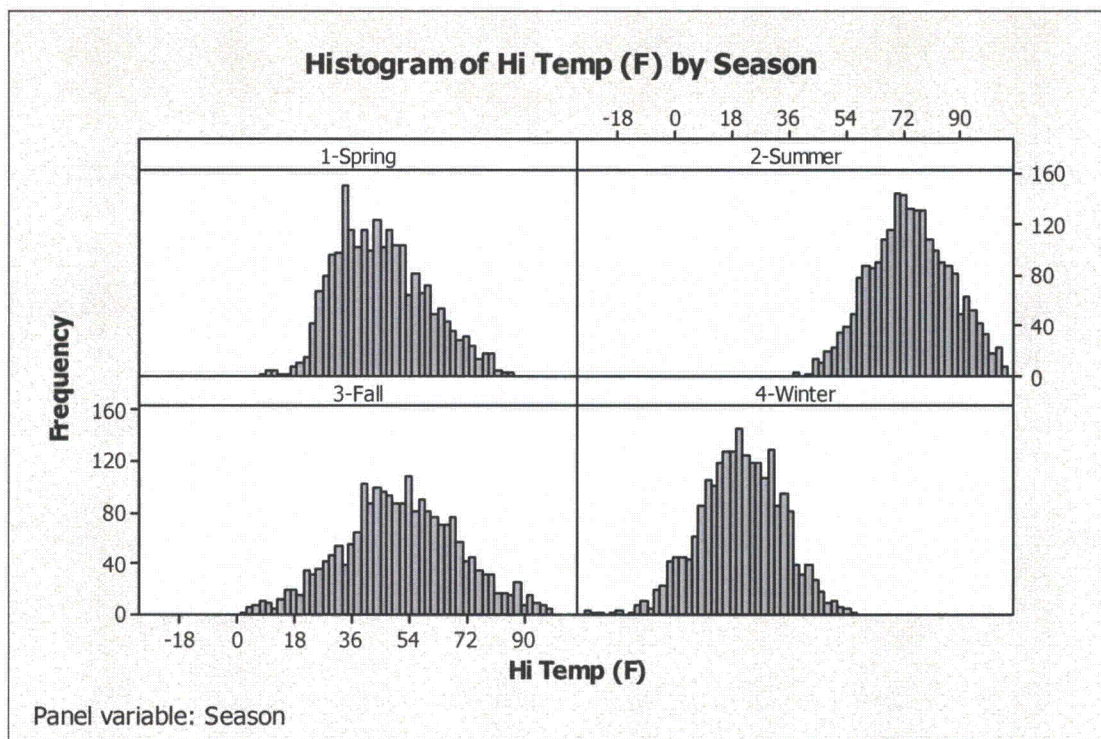 Histogram of Hi Temp (F) by Season
-18 0 18 36 54 72 90
1-Spring 2-Summer
160
120
80
40
0
3-Fall 4-Winter
160
120
80
40
0
Frequency
-18 0 18 36 54 72 90
Hi Temp (F)
Panel variable: Season